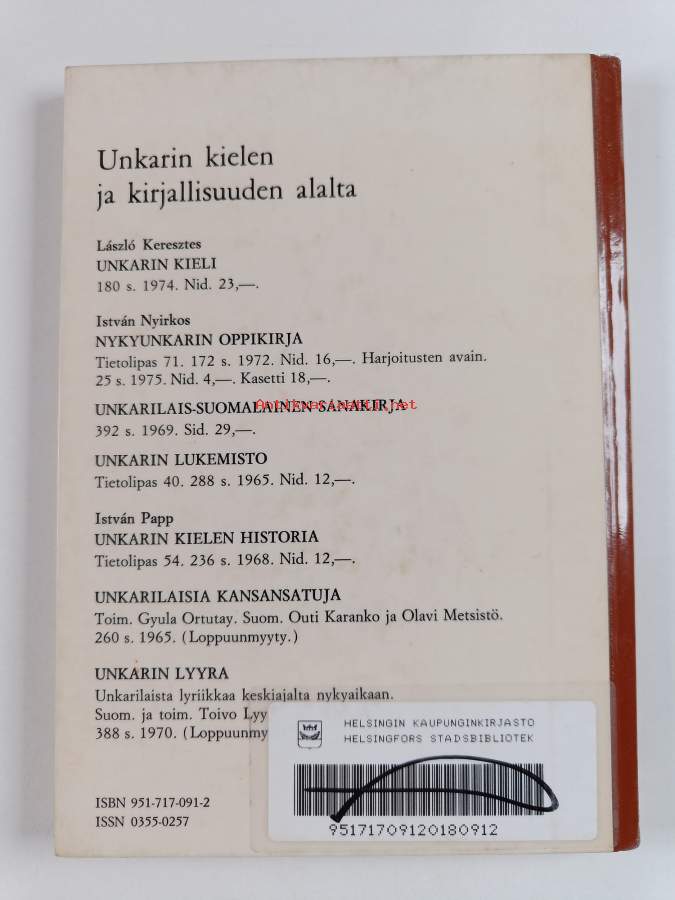 Unkarin kielen
ja kirjallisuuden alalta
László Keresztes
UNKARIN KIELI
180 s. 1974. Nid. 23,—.
István Nyirkos
NYKYUNKARIN OPPIKIRJA
Tietolipas 71. 172 s. 1972. Nid. 16,—. Harjoitusten avain.
25 s. 1975. Nid. 4,—. Kasetti 18,—.
Antikvariaatti.net
UNKARILAIS-SUOMALAINEN SANAKIRJA
392 s. 1969. Sid. 29,—.
UNKARIN LUKEMISTO
Tietolipas 40. 288 s. 1965. Nid. 12,—.
István Papp
UNKARIN KIELEN HISTORIA
Tietolipas 54. 236 s. 1968. Nid. 12,—.
UNKARILAISIA KANSANSATUJA
Toim. Gyula Ortutay. Suom. Outi Karanko ja Olavi Metsistö.
260 s. 1965. (Loppuunmyyty.)
UNKARIN LYYRA
Unkarilaista lyriikkaa keskiajalta nykyaikaan.
Suom. ja toim. Toivo Lyy
388 s. 1970. (Loppuunmy
HELSINGIN KAUPUNGINKIRJASTO
HELSINGFORS STADSBIBLIOTEK
95171709120180912
ISBN 951-717-091-2
ISSN 0355-0257